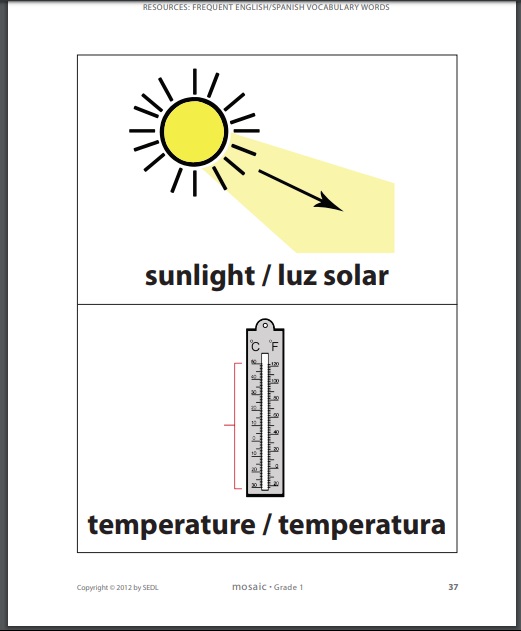 RESOURCES: FREQUENT ENGLISH/SPANISH VOCABULARY WORDS
sunlight / luz solar
°C °F
temperature / temperatura
Copyright © 2012 by SEDL mosaic • Grade 1 37